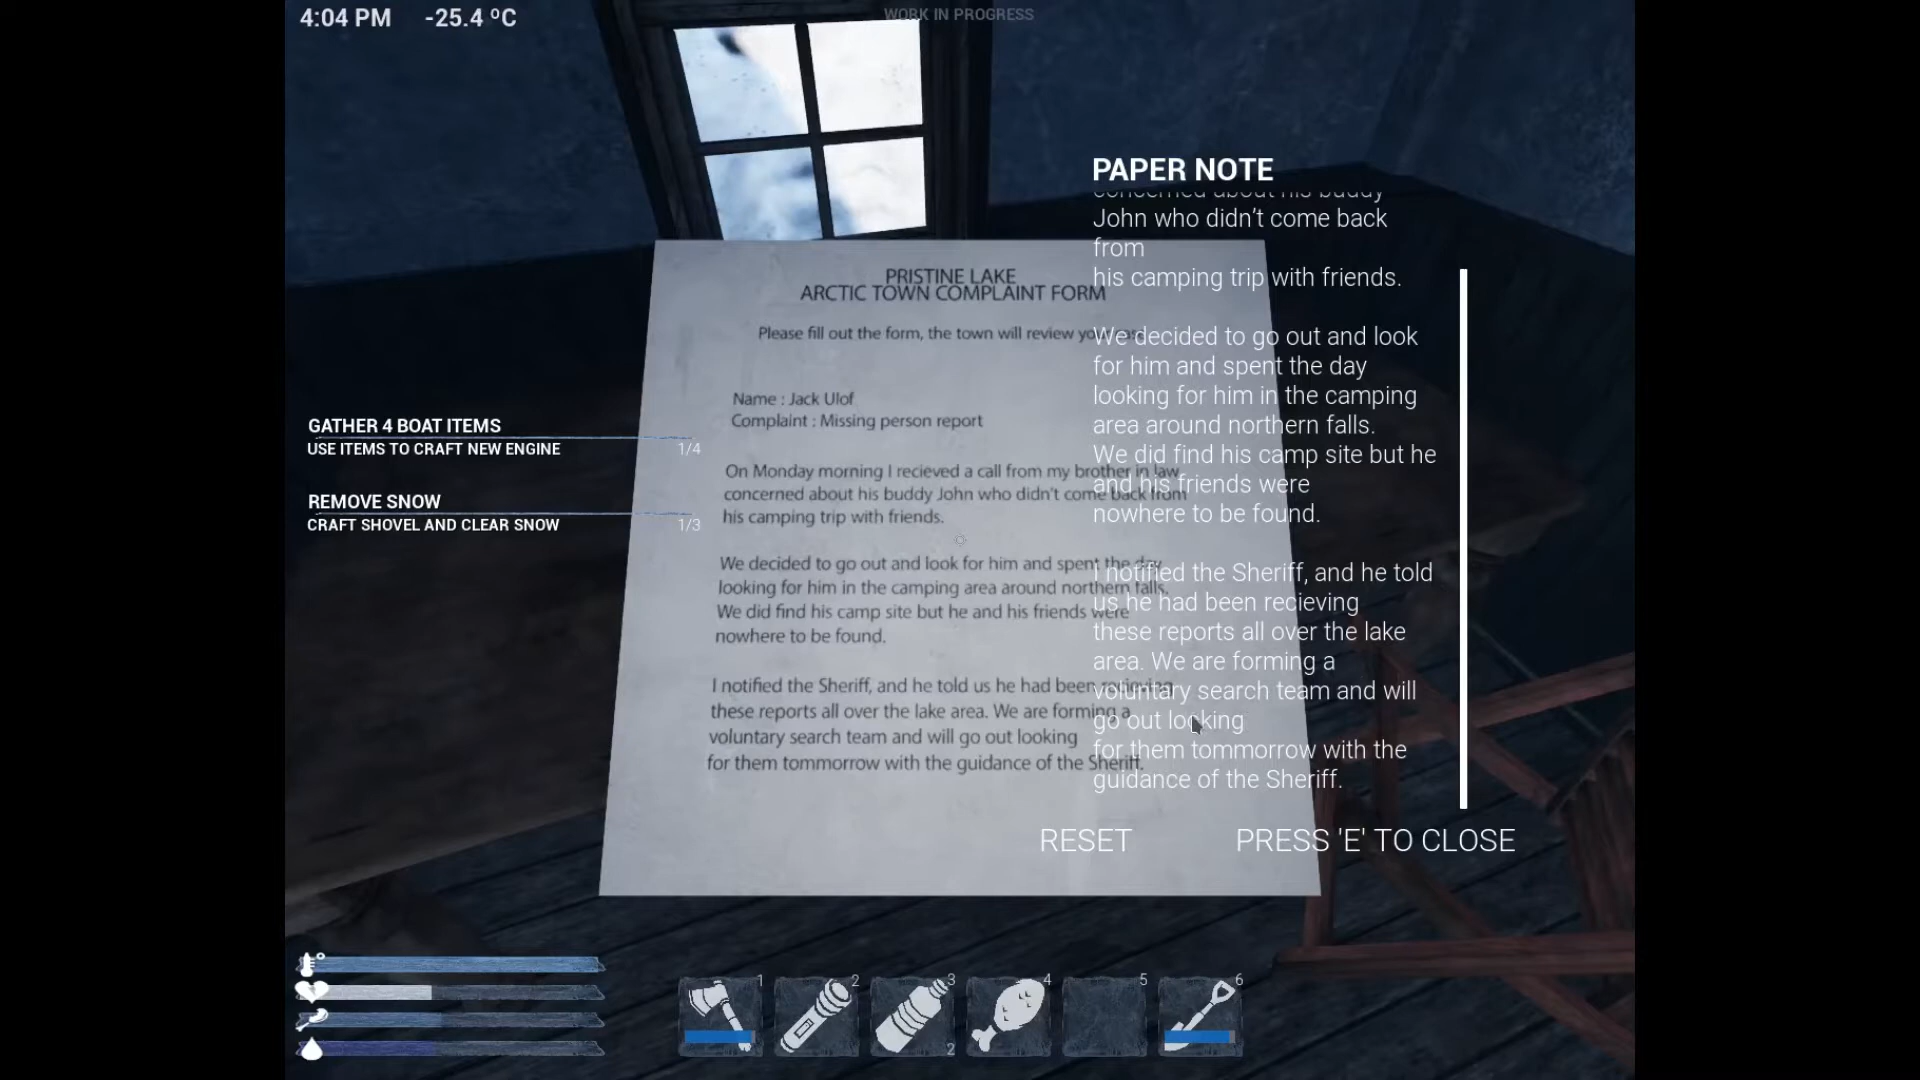 4:04 PM -25.4 ºC
WORK IN PROGRESS
GATHER 4 BOAT ITEMS
USE ITEMS TO CRAFT NEW ENGINE 1/4
REMOVE SNOW
CRAFT SHOVEL AND CLEAR SNOW 1/3
PRISTINE LAKE
ARCTIC TOWN COMPLAINT FORM
Please fill out the form, the town will review
Name : Jack Ulof
Complaint : Missing person report
On Monday morning I recieved a call from my brother in law
concerned about his buddy John who didn't come back from
his camping trip with friends.
We decided to go out and look for him and spent the day
looking for him in the camping area around northern falls.
We did find his camp site but he and his friends were
nowhere to be found.
I notified the Sheriff, and he told us he had been recieving
these reports all over the lake area. We are forming a
voluntary search team and will go out looking
for them tommorrow with the guidance of the Sheriff.
PAPER NOTE
concerned about his buddy
John who didn't come back
from
his camping trip with friends.
We decided to go out and look
for him and spent the day
looking for him in the camping
area around northern falls.
We did find his camp site but he
and his friends were
nowhere to be found.
I notified the Sheriff, and he told
us he had been recieving
these reports all over the lake
area. We are forming a
voluntary search team and will
go out looking
for them tommorrow with the
guidance of the Sheriff.
RESET PRESS 'E' TO CLOSE
1 2 3 4 5 6
2